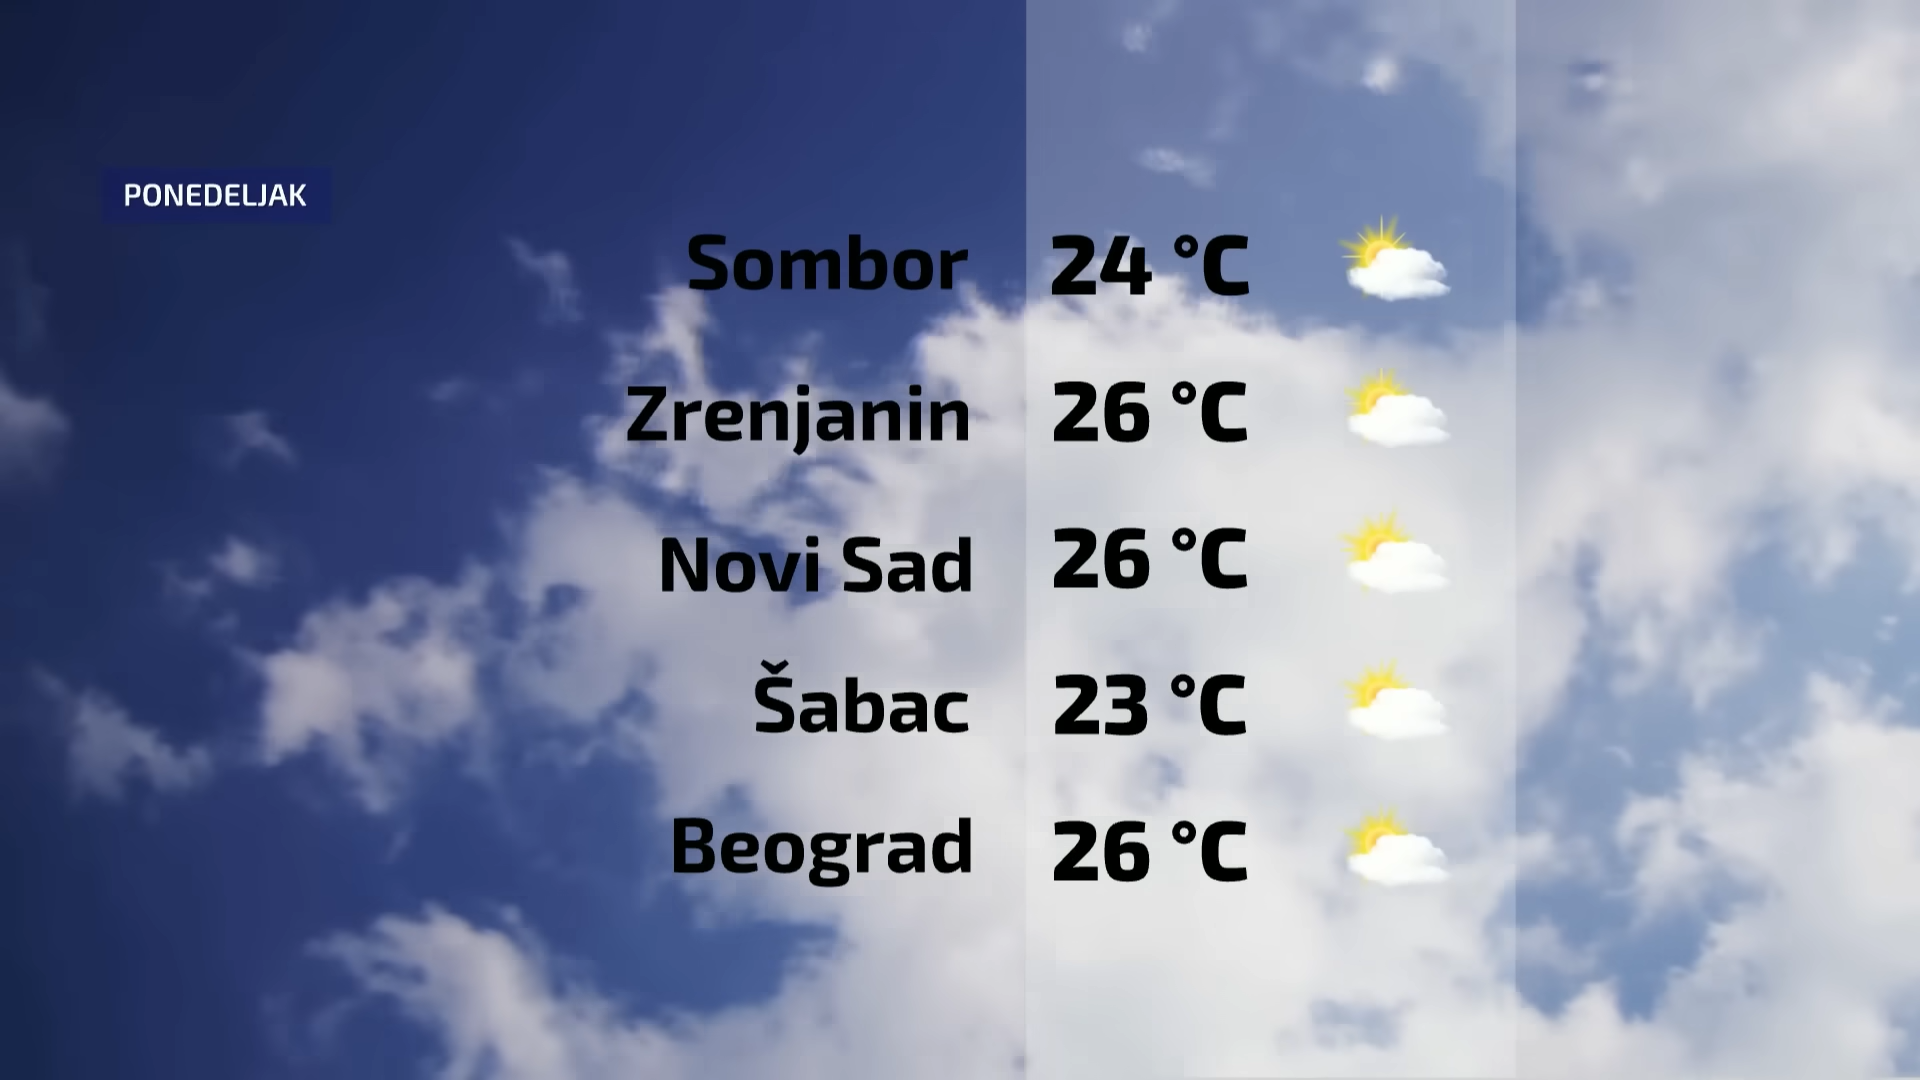 PONEDELJAK
Sombor 24 °C
Zrenjanin 26 °C
Novi Sad 26 °C
Šabac 23 °C
Beograd 26 °C